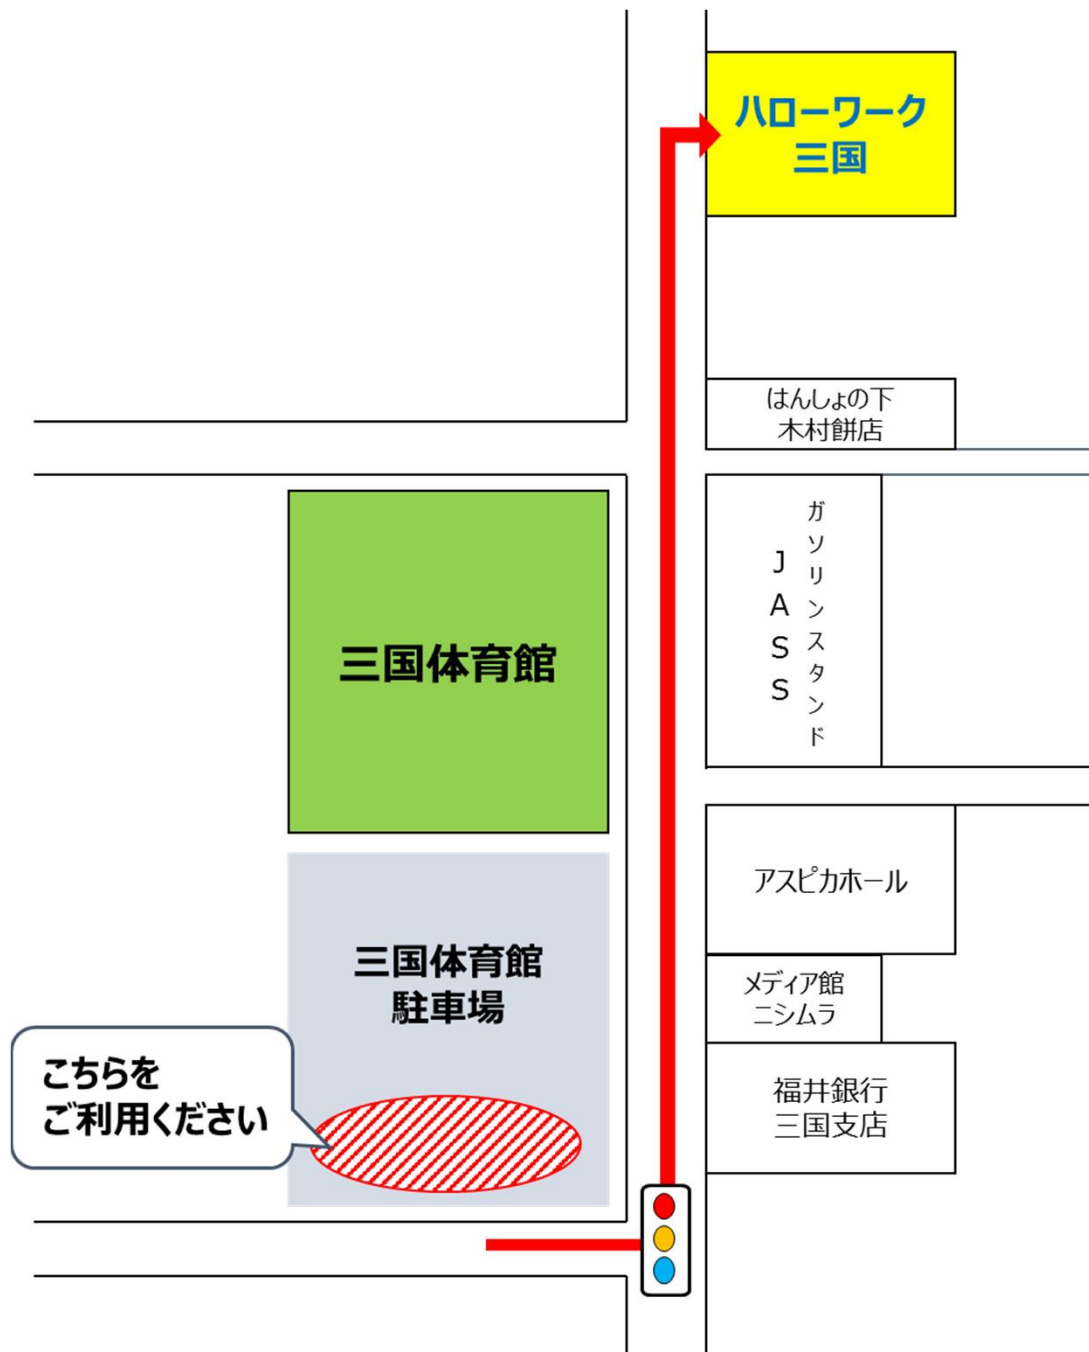 ハローワーク
三国
はんしょの下
木村餅店
ガソリンスタンド
JASS
三国体育館
アスピカホール
三国体育館
駐車場
メディア館
ニシムラ
こちらを
ご利用ください
福井銀行
三国支店